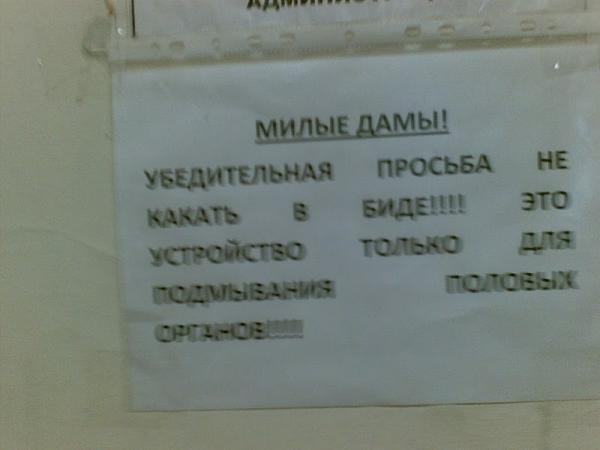 МИЛЫЕ ДАМЫ!
УБЕДИТЕЛЬНАЯ ПРОСЬБА НЕ
КАКАТЬ В БИДЕ!!!! ЭТО
УСТРОЙСТВО ТОЛЬКО ДЛЯ
ПОДМЫВАНИЯ ПОЛОВЫХ
ОРГАНОВ!!!!!